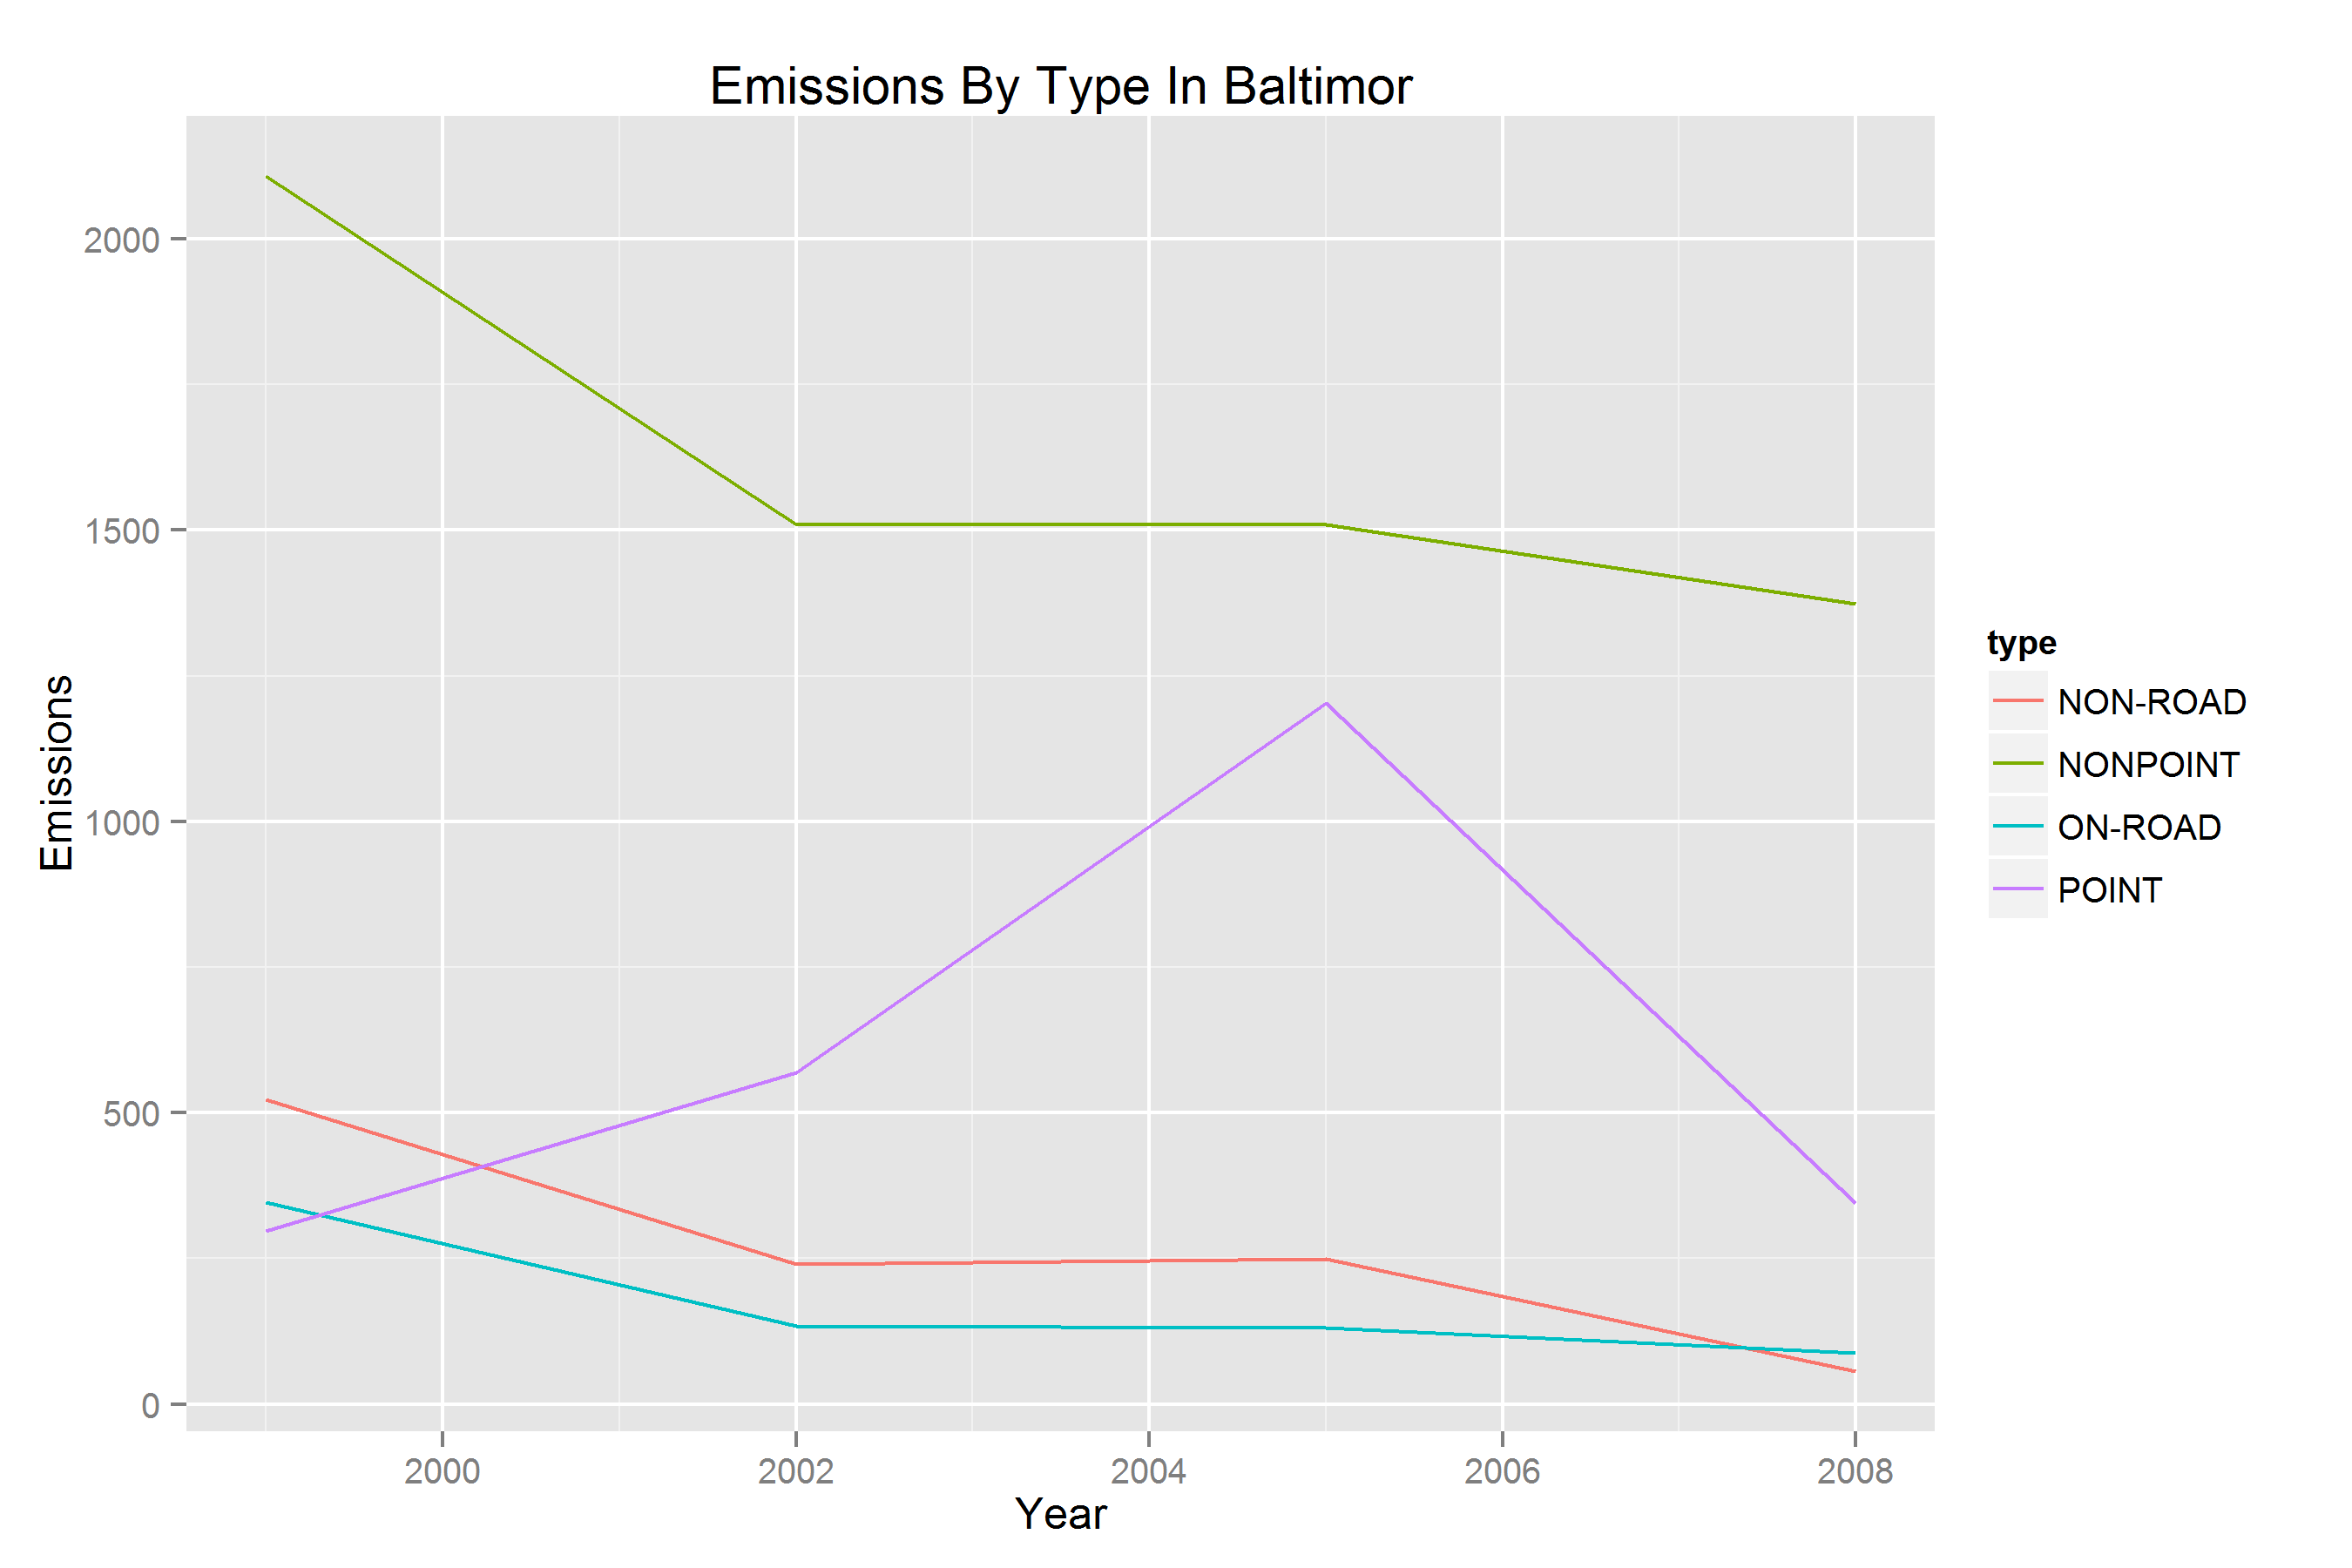 Emissions By Type In Baltimor
Emissions
2000
1500
1000
500
0
2000
2002
2004
2006
2008
Year
type
NON-ROAD
NONPOINT
ON-ROAD
POINT